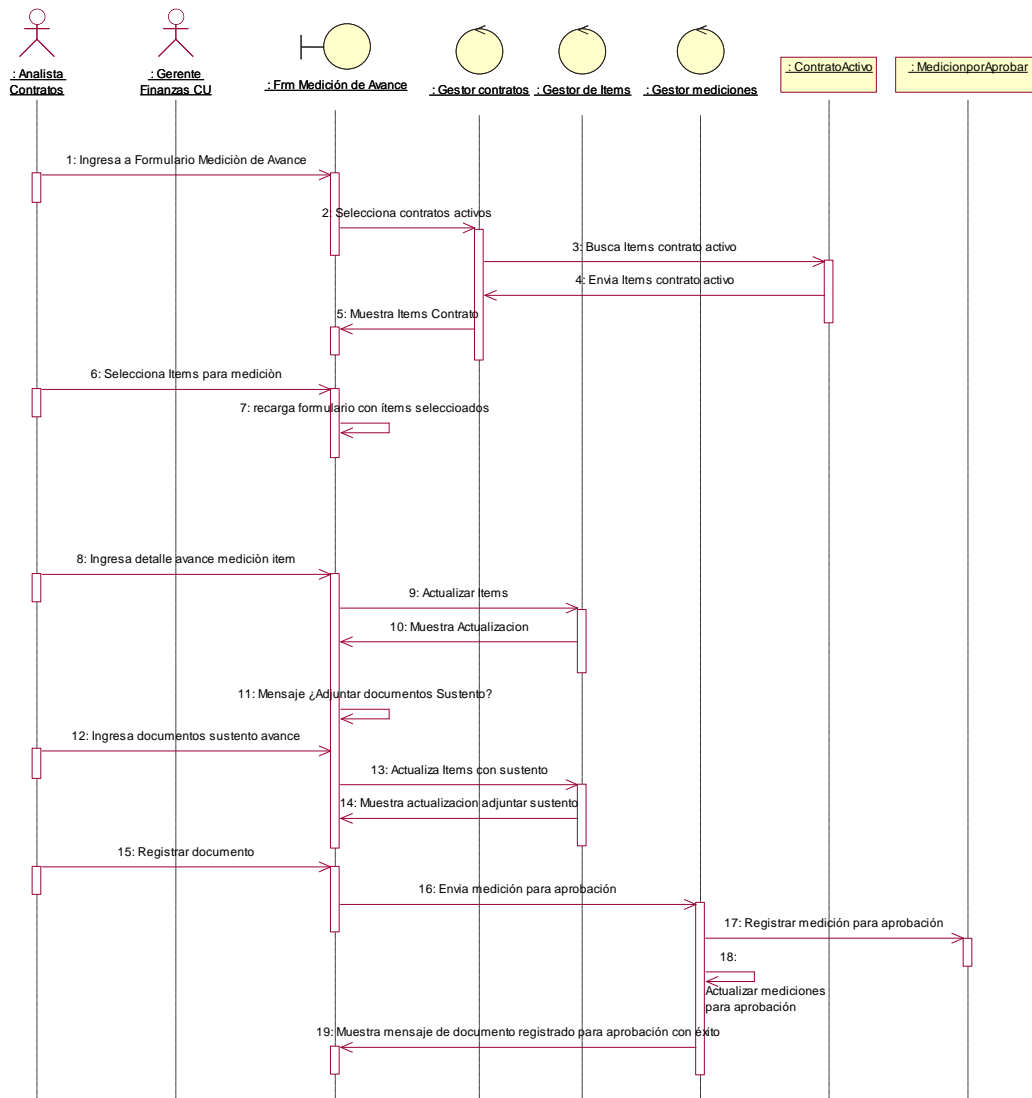 : Analista
Contratos
: Gerente
Finanzas CU
: Frm Medición de Avance
: Gestor contratos
: Gestor de Items
: Gestor mediciones
: ContratoActivo
: MedicionporAprobar
1: Ingresa a Formulario Mediciòn de Avance
2: Selecciona contratos activos
3: Busca Items contrato activo
4: Envia Items contrato activo
5: Muestra Items Contrato
6: Selecciona Items para mediciòn
7: recarga formulario con ítems seleccioados
8: Ingresa detalle avance mediciòn item
9: Actualizar Items
10: Muestra Actualizacion
11: Mensaje ¿Adjuntar documentos Sustento?
12: Ingresa documentos sustento avance
13: Actualiza Items con sustento
14: Muestra actualizacion adjuntar sustento
15: Registrar documento
16: Envia medición para aprobación
17: Registrar medición para aprobación
18:
Actualizar mediciones
para aprobación
19: Muestra mensaje de documento registrado para aprobación con éxito